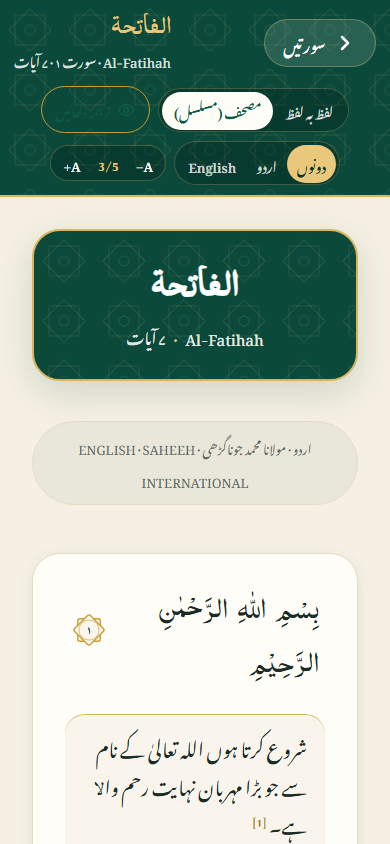 الفاتحة
سورتیں
Al-Fatihah · سورت ۱ · ۷ آیات
لفظ بہ لفظ
مصحف (مسلسل)
دونوں اردو English
A− 3/5 A+
الفاتحة
Al-Fatihah · ۷ آیات
اردو · مولانا محمد جوناگڑھی · ENGLISH · SAHEEH
INTERNATIONAL
بِسْمِ اللّٰهِ الرَّحْمٰنِ
الرَّحِيْمِ
۱
شروع کرتا ہوں اللہ تعالیٰ کے نام
سے جو بڑا مہربان نہایت رحم والا
ہے۔ [1]